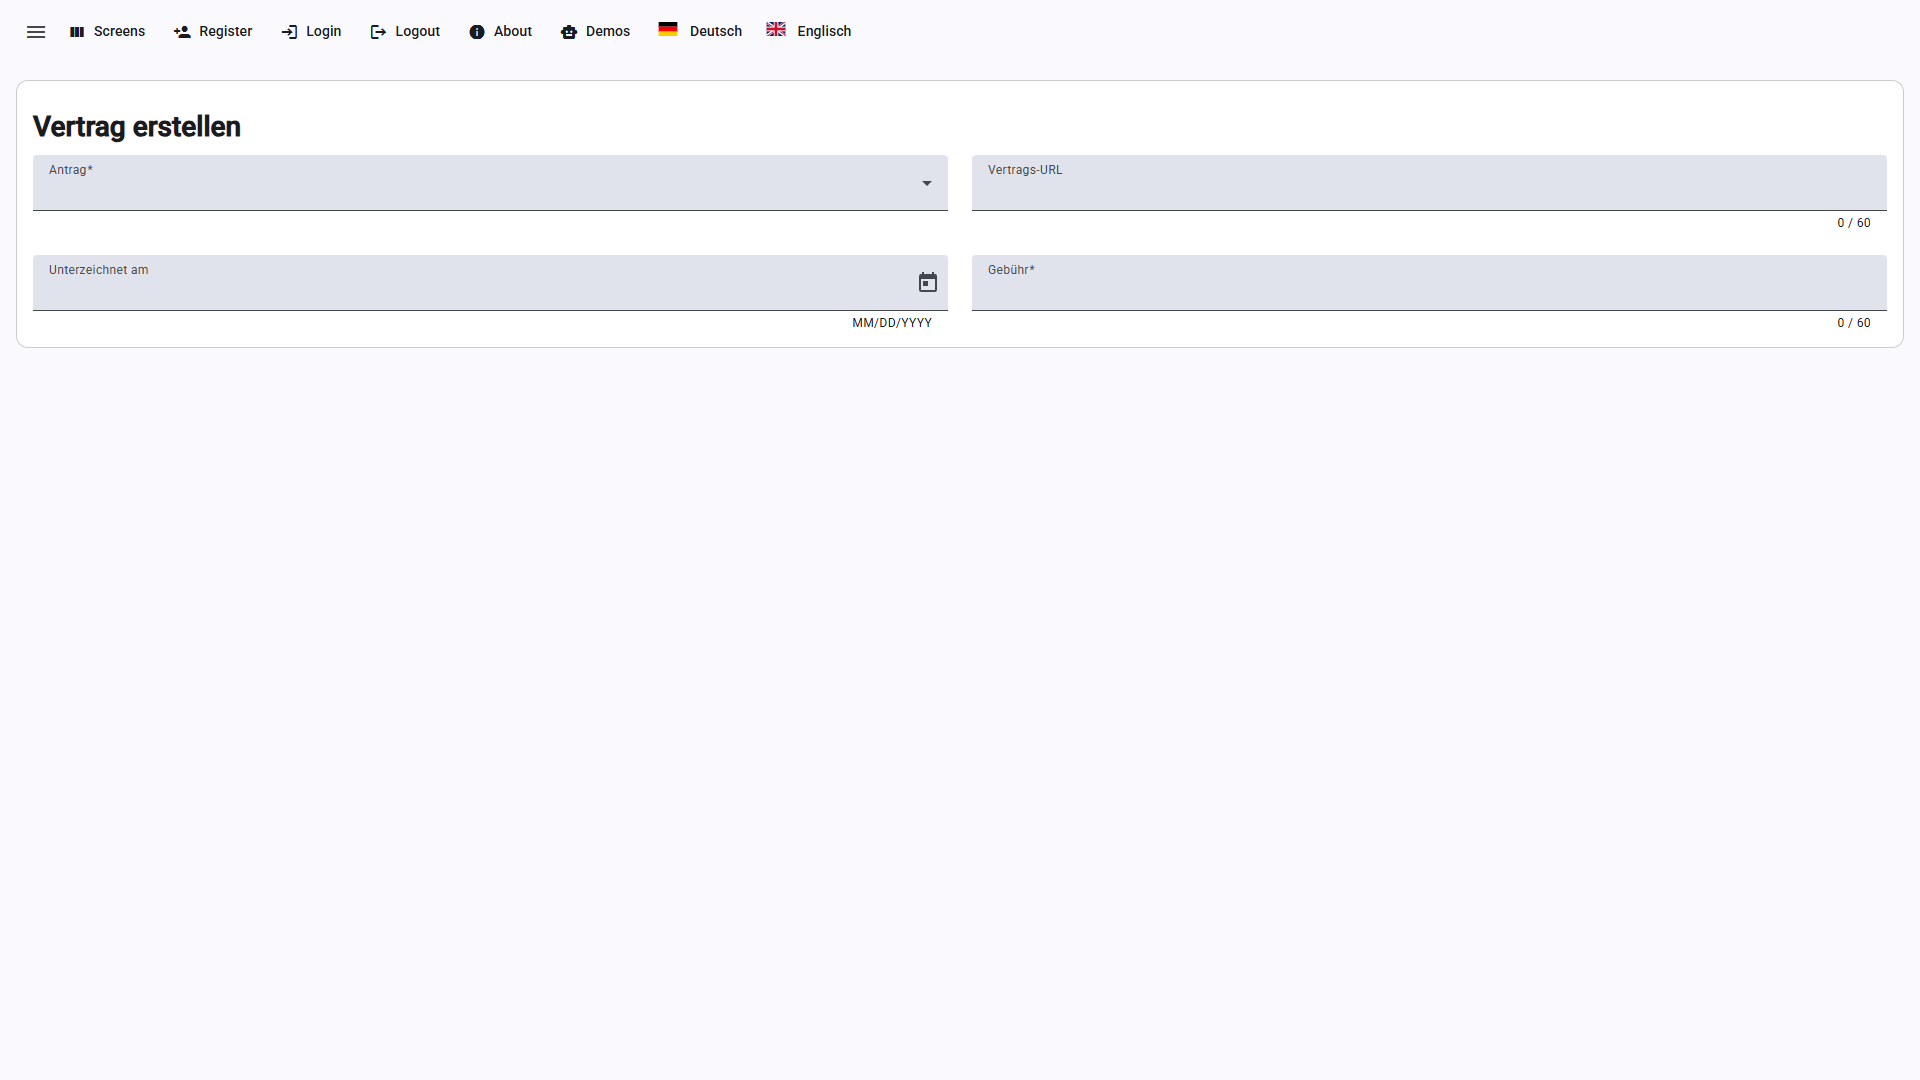 Screens Register Login Logout About Demos Deutsch Englisch
Vertrag erstellen
Antrag*
Vertrags-URL
0 / 60
Unterzeichnet am
Gebühr*
MM/DD/YYYY
0 / 60